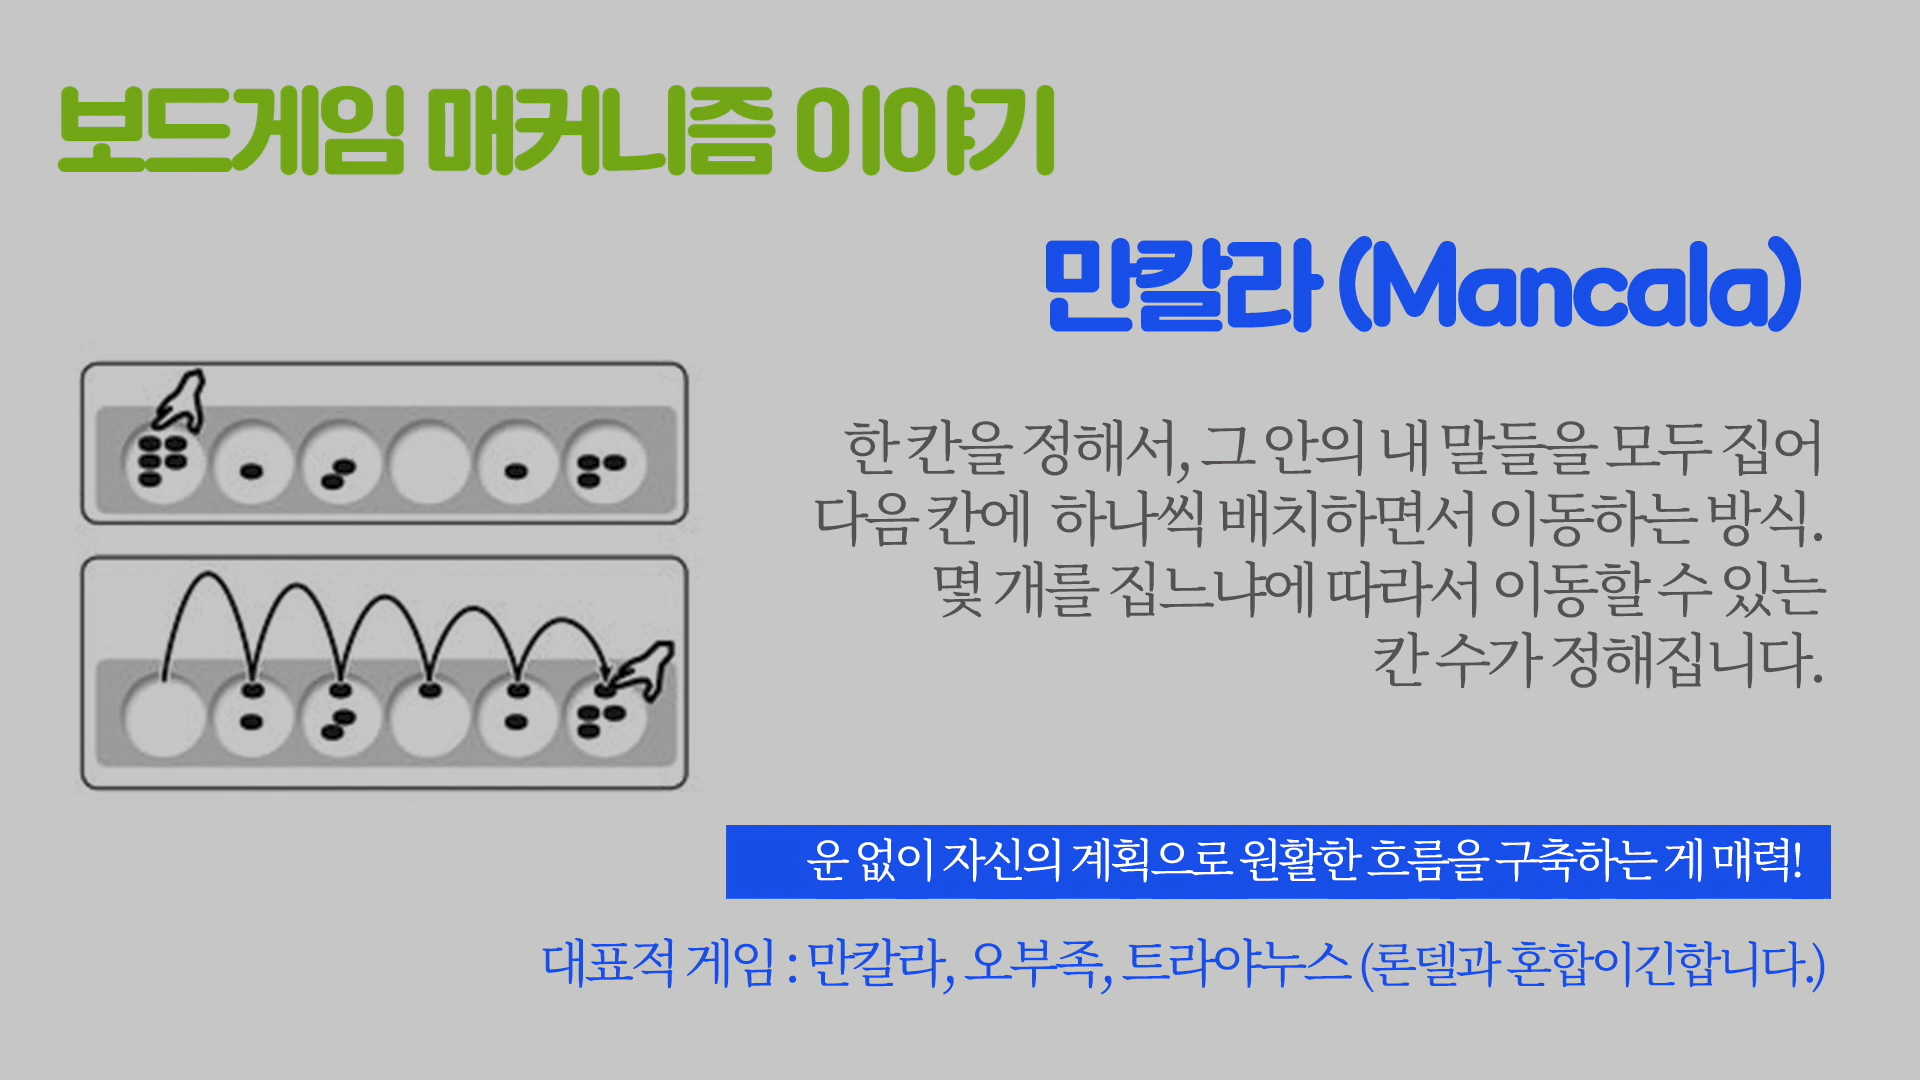 보드게임 매커니즘 이야기
만칼라 (Mancala)
한 칸을 정해서, 그 안의 내 말들을 모두 집어
다음 칸에 하나씩 배치하면서 이동하는 방식.
몇 개를 집느냐에 따라서 이동할 수 있는
칸 수가 정해집니다.
운 없이 자신의 계획으로 원활한 흐름을 구축하는 게 매력!
대표적 게임 : 만칼라, 오부족, 트라야누스 (론델과 혼합이긴합니다.)